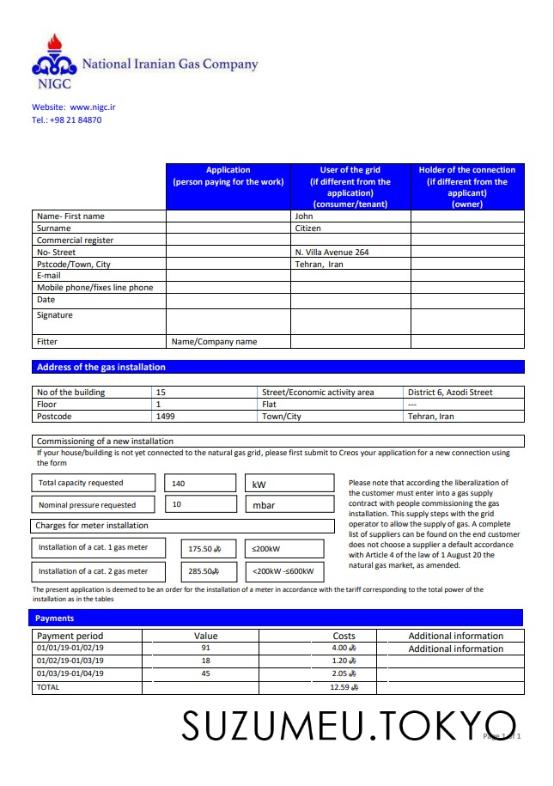 National Iranian Gas Company
NIGC
Website: www.nigc.ir
Tel.: +98 21 84870
Application
(person paying for the work)
User of the grid
(if different from the
application)
(consumer/tenant)
Holder of the connection
(if different from the
applicant)
(owner)
Name- First name John
Surname Citizen
Commercial register
No- Street N. Villa Avenue 264
Pstcode/Town, City Tehran, Iran
E-mail
Mobile phone/fixes line phone
Date
Signature
Fitter Name/Company name
Address of the gas installation
No of the building 15 Street/Economic activity area District 6, Azodi Street
Floor 1 Flat ---
Postcode 1499 Town/City Tehran, Iran
Commissioning of a new installation
If your house/building is not yet connected to the natural gas grid, please first submit to Creos your application for a new connection using
the form
Total capacity requested 140 kW
Nominal pressure requested 10 mbar
Charges for meter installation
Installation of a cat. 1 gas meter 175.50 ﷼ ≤200kW
Installation of a cat. 2 gas meter 285.50﷼ <200kW -≤600kW
Please note that according the liberalization of
the customer must enter into a gas supply
contract with people commissioning the gas
installation. This supply steps with the grid
operator to allow the supply of gas. A complete
list of suppliers can be found on the end customer
does not choose a supplier a default accordance
with Article 4 of the law of 1 August 20 the
natural gas market, as amended.
The present application is deemed to be an order for the installation of a meter in accordance with the tariff corresponding to the total power of the
installation as in the tables
Payments
Payment period Value Costs Additional information
01/01/19-01/02/19 91 4.00 ﷼ Additional information
01/02/19-01/03/19 18 1.20 ﷼
01/03/19-01/04/19 45 2.05 ﷼
TOTAL 12.59 ﷼
SUZUMEU.TOKYO
Page 1 of 1